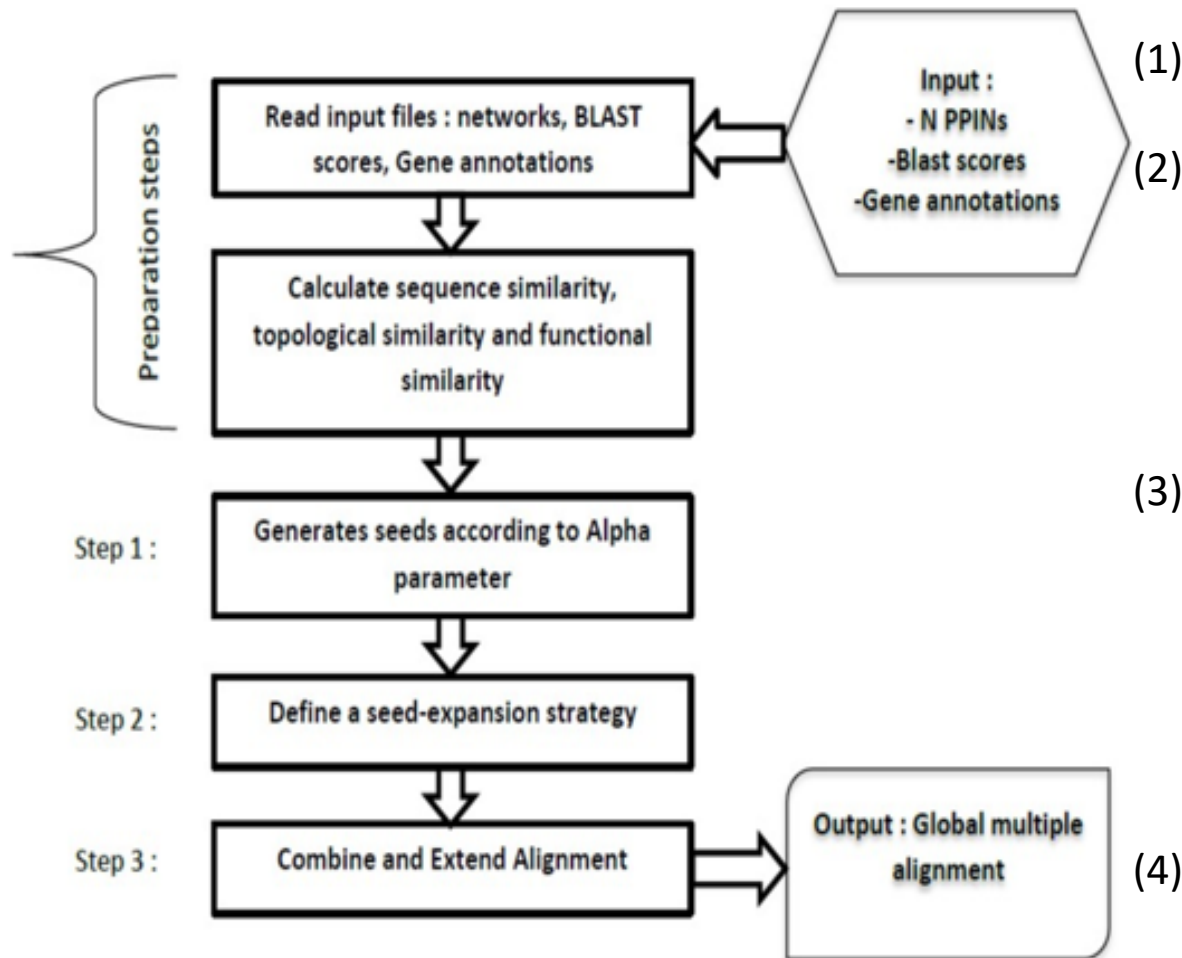 (1)
Input :
- N PPINs
-Blast scores
-Gene annotations
(2)
Preparation steps
Read input files : networks, BLAST
scores, Gene annotations
Calculate sequence similarity,
topological similarity and functional
similarity
(3)
Step 1 :
Generates seeds according to Alpha
parameter
Step 2 :
Define a seed-expansion strategy
Step 3 :
Combine and Extend Alignment
Output : Global multiple
alignment
(4)